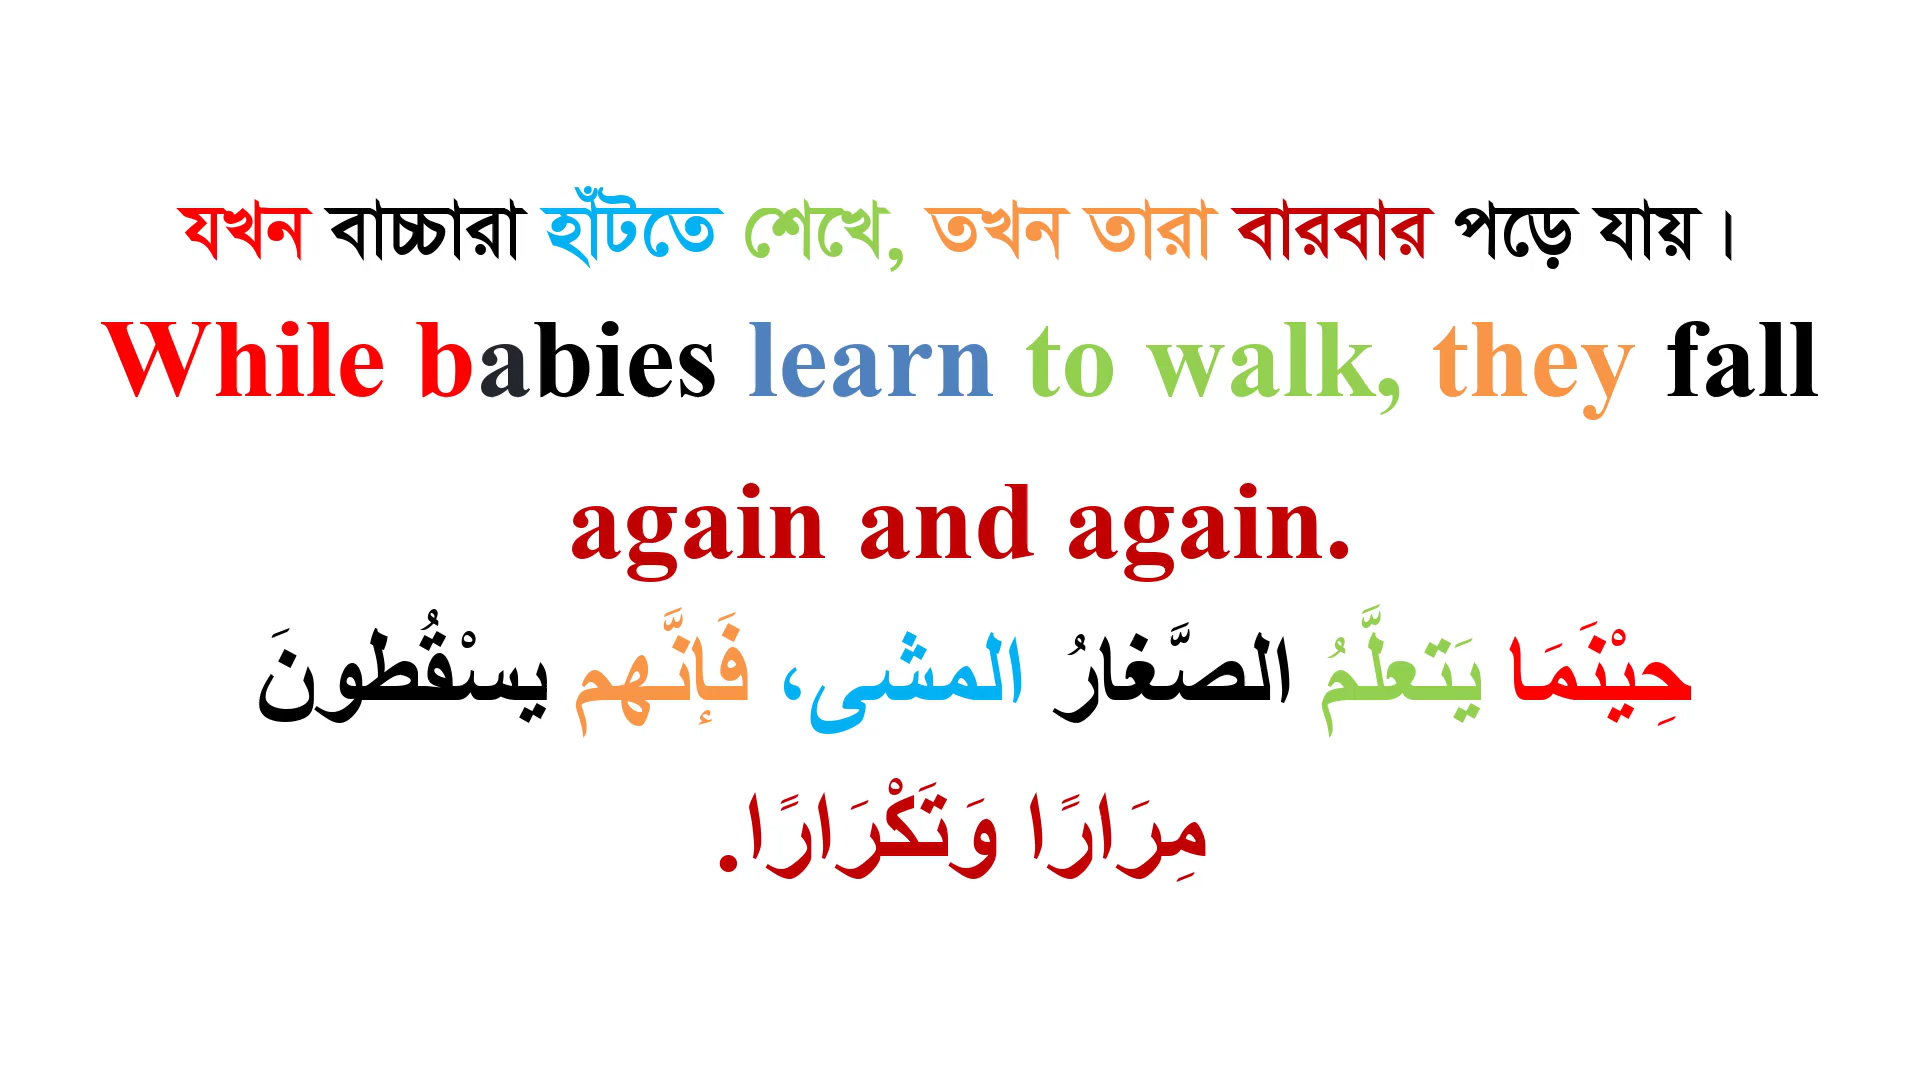 যখন বাচ্চারা হাঁটতে শেখে, তখন তারা বারবার পড়ে যায়।
While babies learn to walk, they fall
again and again.
حِيْنَمَا يَتعلَّمُ الصَّغارُ المشى، فَإنَّهم يسْقُطونَ
مِرَارًا وَتَكْرَارًا.